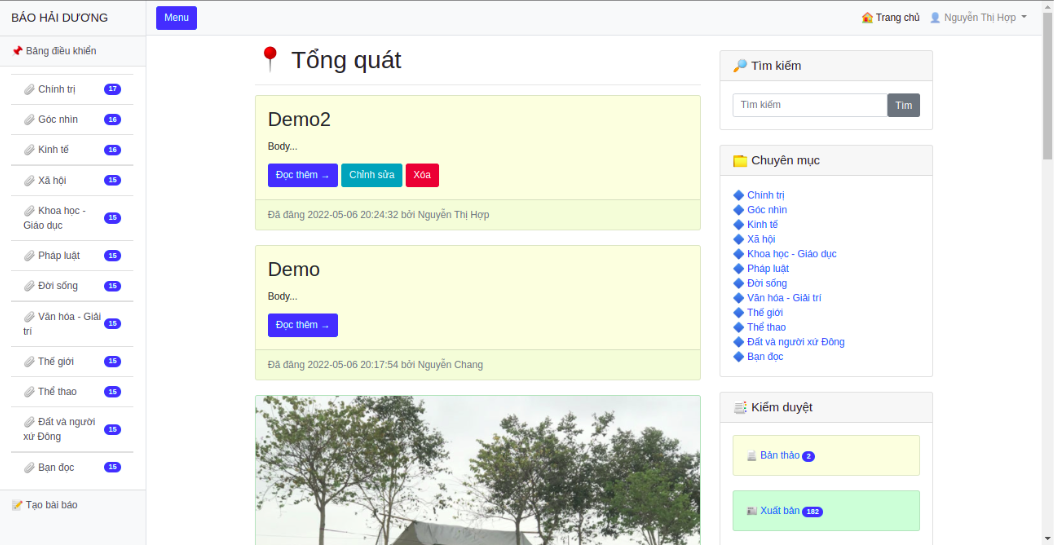 BÁO HẢI DƯƠNG
Menu
Trang chủ
Nguyễn Thị Hợp
Bảng điều khiển
Chính trị 17
Góc nhìn 16
Kinh tế 16
Xã hội 15
Khoa học -
Giáo dục 15
Pháp luật 15
Đời sống 15
Văn hóa - Giải
trí 15
Thế giới 15
Thể thao 15
Đất và người
xứ Đông 15
Bạn đọc 15
Tạo bài báo
Tổng quát
Demo2
Body...
Đọc thêm →
Chỉnh sửa
Xóa
Đã đăng 2022-05-06 20:24:32 bởi Nguyễn Thị Hợp
Demo
Body...
Đọc thêm →
Đã đăng 2022-05-06 20:17:54 bởi Nguyễn Chang
Tìm kiếm
Tìm kiếm
Tìm
Chuyên mục
Chính trị
Góc nhìn
Kinh tế
Xã hội
Khoa học - Giáo dục
Pháp luật
Đời sống
Văn hóa - Giải trí
Thế giới
Thể thao
Đất và người xứ Đông
Bạn đọc
Kiểm duyệt
Bản thảo 2
Xuất bản 182